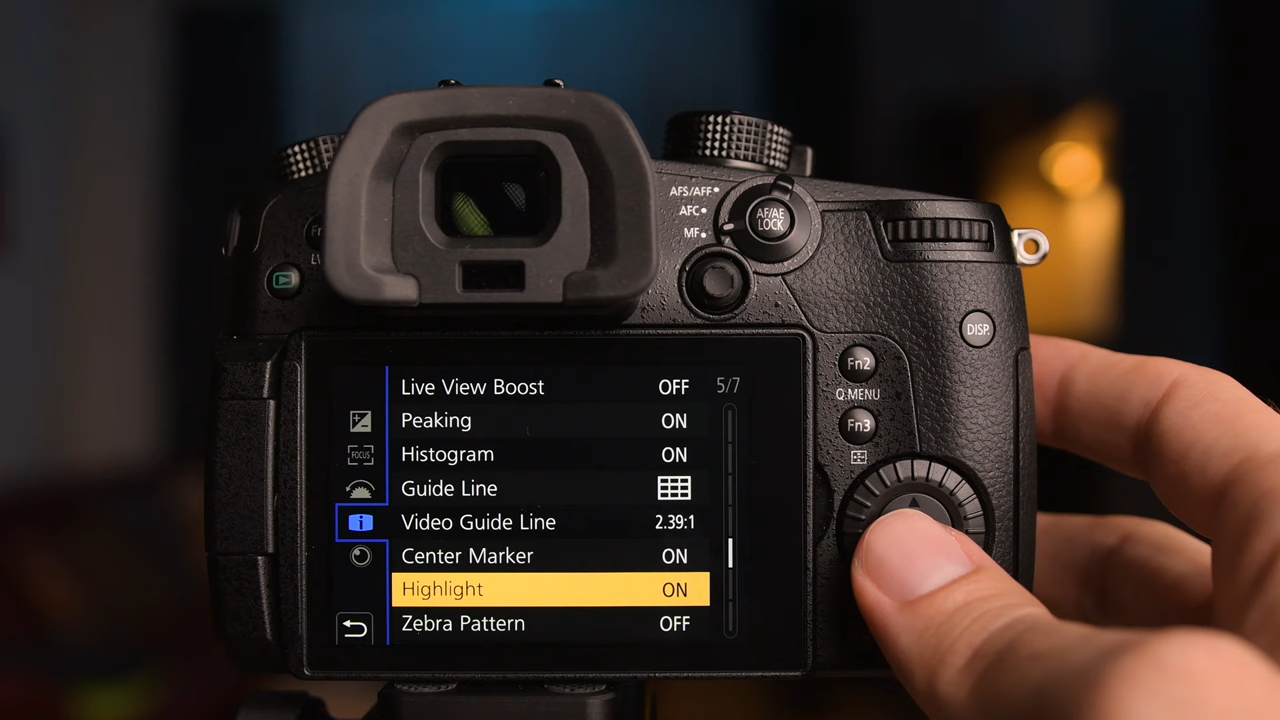 AFS/AFF
AFC
MF
AF/AE
LOCK
Fn
LV
DISP.
Fn2
Q.MENU
Fn3
5/7
Live View Boost OFF
Peaking ON
Histogram ON
FOCUS
Guide Line
Video Guide Line 2.39:1
Center Marker ON
Highlight ON
Zebra Pattern OFF